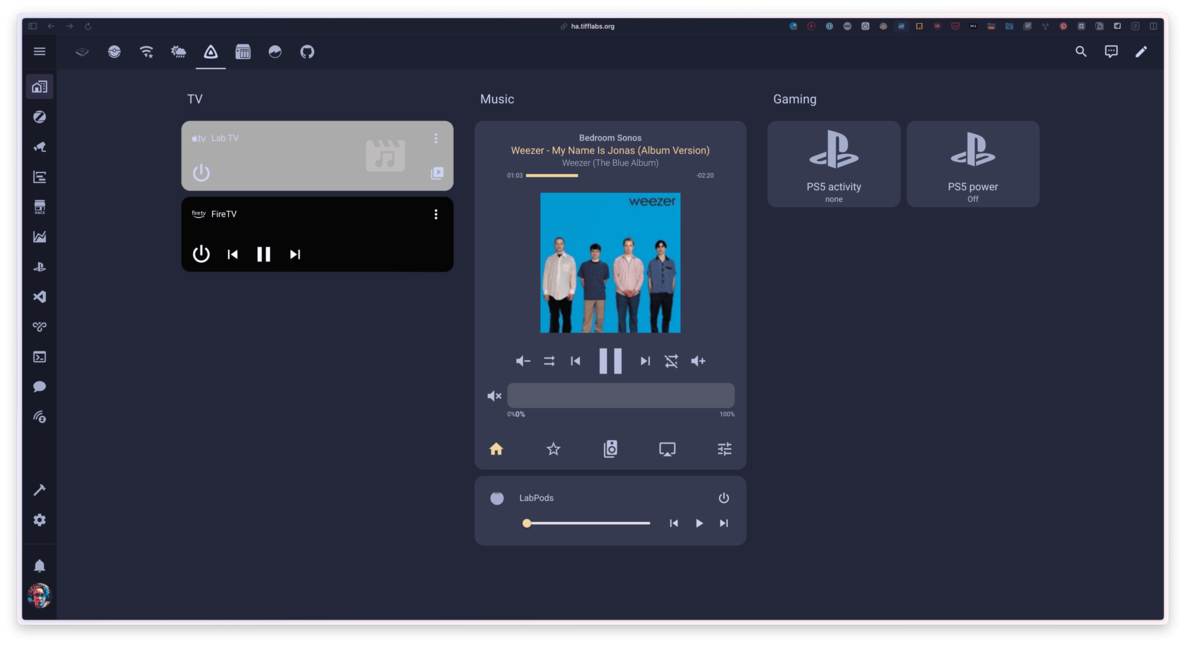 ha.tifflabs.org
TV
Music
Gaming
tv Lab TV
firetv FireTV
Bedroom Sonos
Weezer - My Name Is Jonas (Album Version)
Weezer (The Blue Album)
01:03
-02:20
weezer
0%0%
100%
LabPods
PS5 activity
none
PS5 power
Off
HACS